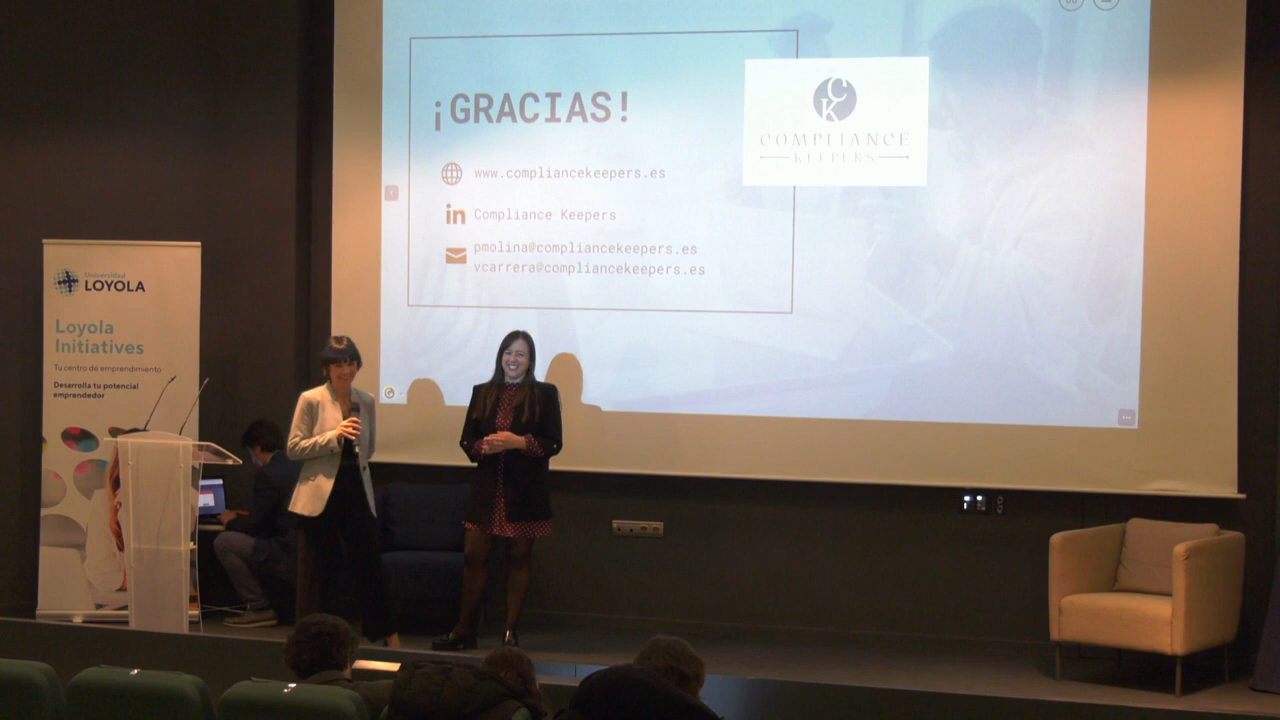 ¡GRACIAS!
www.compliancekeepers.es
in Compliance Keepers
pmolina@compliancekeepers.es
vcarrera@compliancekeepers.es
CK
COMPLIANCE
KEEPERS
Universidad
LOYOLA
Loyola
Initiatives
Tu centro de emprendimiento
Desarrolla tu potencial
emprendedor